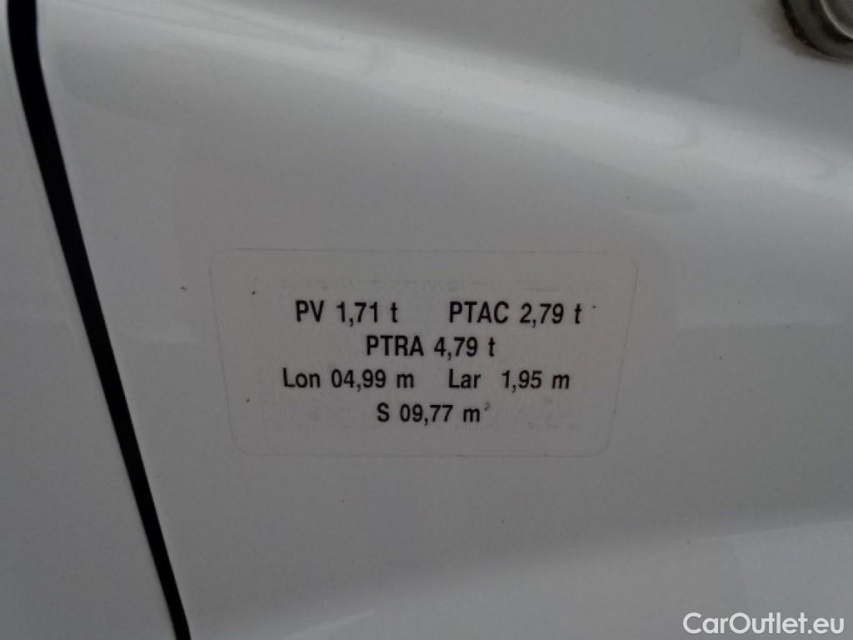 PV 1,71 t PTAC 2,79 t
PTRA 4,79 t
Lon 04,99 m Lar 1,95 m
S 09,77 m²
CarOutlet.eu